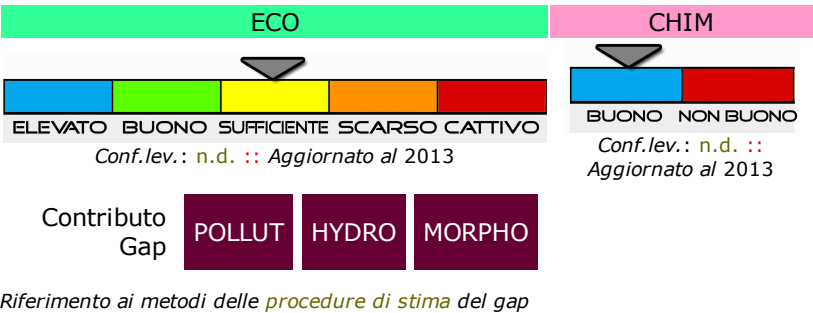 ECO CHIM
ELEVATO BUONO SUFFICIENTE SCARSO CATTIVO
Conf.lev.: n.d. :: Aggiornato al 2013
BUONO NON BUONO
Conf.lev.: n.d. ::
Aggiornato al 2013
Contributo
Gap
POLLUT HYDRO MORPHO
Riferimento ai metodi delle procedure di stima del gap